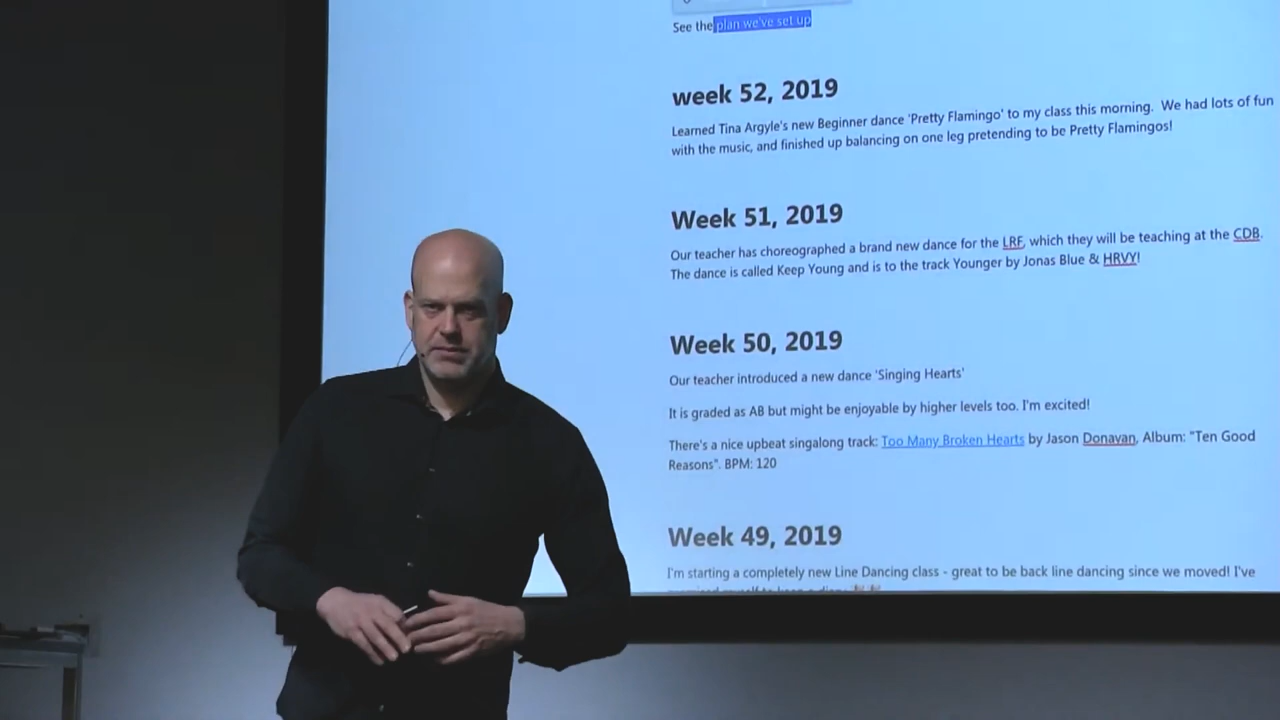 See the plan we've set up
week 52, 2019
Learned Tina Argyle's new Beginner dance 'Pretty Flamingo' to my class this morning. We had lots of fun
with the music, and finished up balancing on one leg pretending to be Pretty Flamingos!
Week 51, 2019
Our teacher has choreographed a brand new dance for the LRF, which they will be teaching at the CDB.
The dance is called Keep Young and is to the track Younger by Jonas Blue & HRVY!
Week 50, 2019
Our teacher introduced a new dance 'Singing Hearts'
It is graded as AB but might be enjoyable by higher levels too. I'm excited!
There's a nice upbeat singalong track: Too Many Broken Hearts by Jason Donavan, Album: "Ten Good
Reasons". BPM: 120
Week 49, 2019
I'm starting a completely new Line Dancing class - great to be back line dancing since we moved! I've